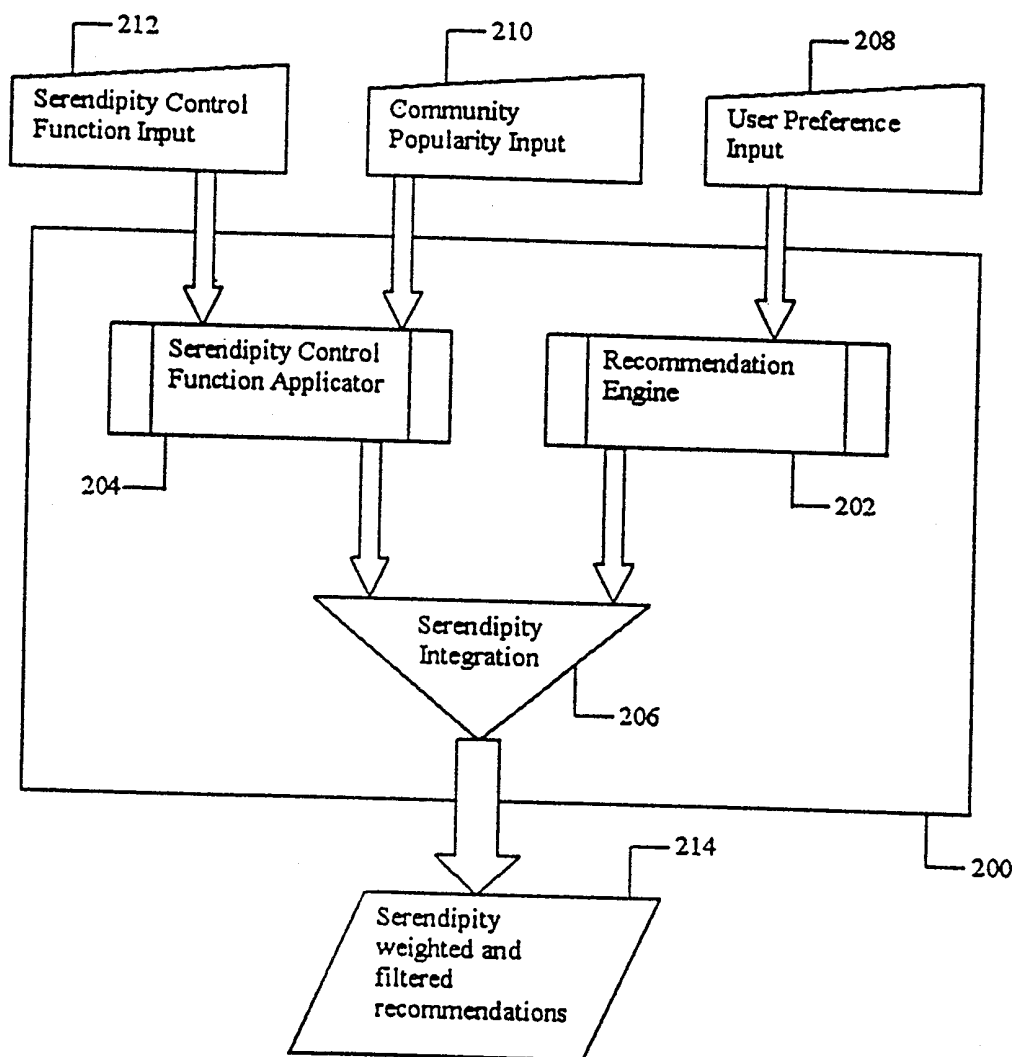 212
210
208
Serendipity Control
Function Input
Community
Popularity Input
User Preference
Input
Serendipity Control
Function Applicator
Recommendation
Engine
204
202
Serendipity
Integration
206
214
200
Serendipity
weighted and
filtered
recommendations